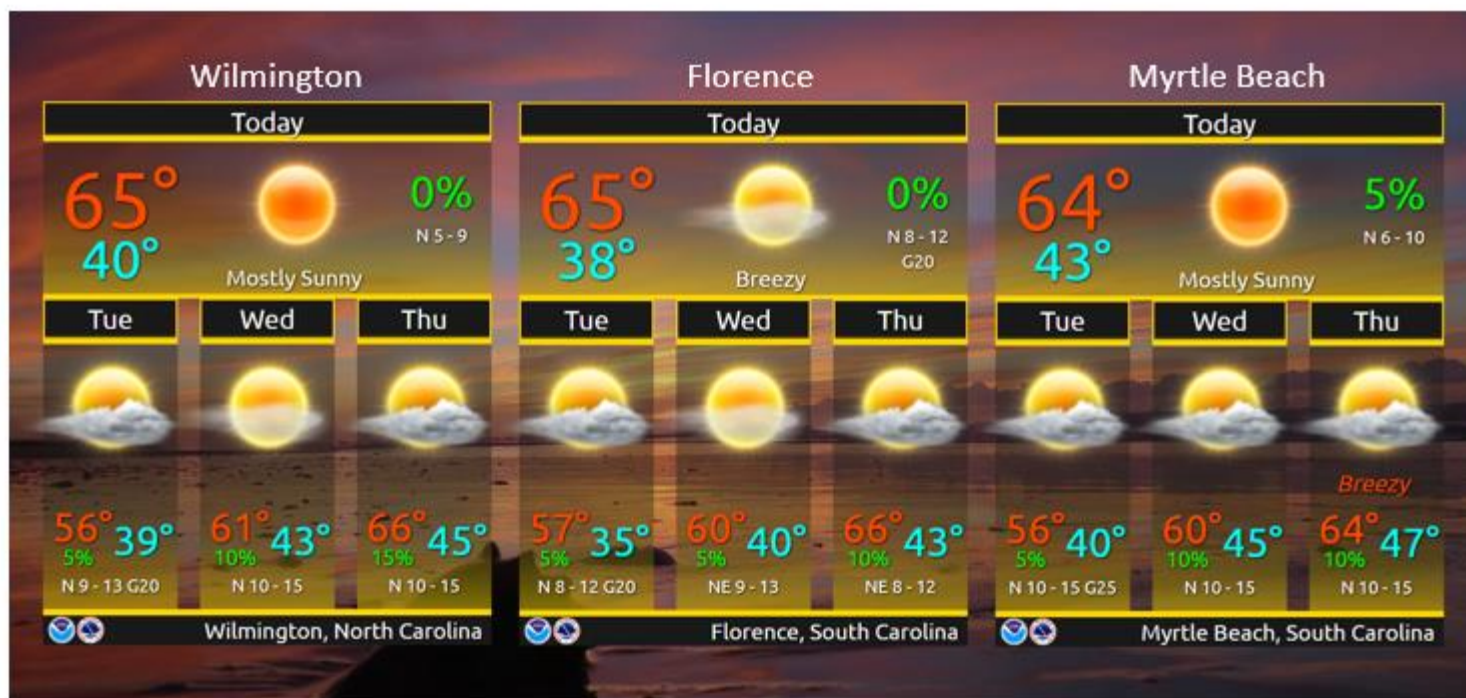 Wilmington
Today
65°
40°
0%
N 5 - 9
Mostly Sunny
Tue
Wed
Thu
56° 39°
5%
N 9 - 13 G20
61° 43°
10%
N 10 - 15
66° 45°
15%
N 10 - 15
Wilmington, North Carolina
Florence
Today
65°
38°
0%
N 8 - 12
G20
Breezy
Tue
Wed
Thu
57° 35°
5%
N 8 - 12 G20
60° 40°
5%
NE 9 - 13
66° 43°
10%
NE 8 - 12
Florence, South Carolina
Myrtle Beach
Today
64°
43°
5%
N 6 - 10
Mostly Sunny
Tue
Wed
Thu
56° 40°
5%
N 10 - 15 G25
60° 45°
10%
N 10 - 15
Breezy
64° 47°
10%
N 10 - 15
Myrtle Beach, South Carolina